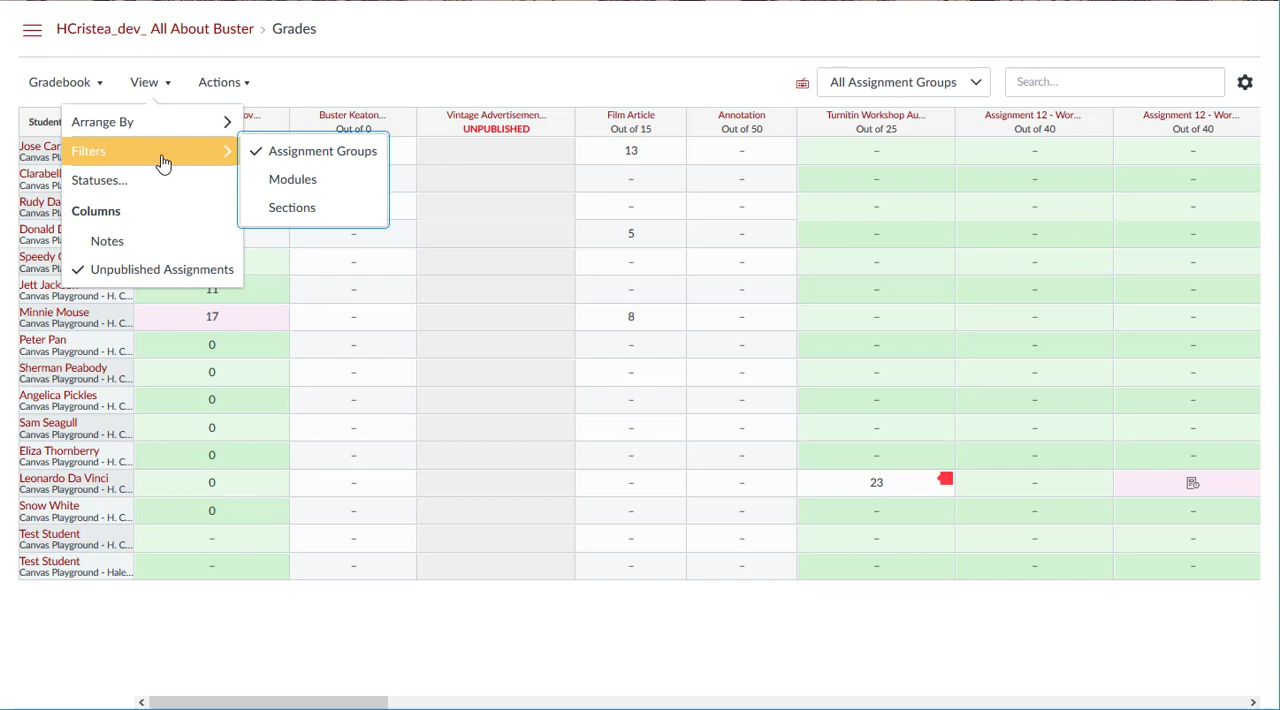 HCristea_dev_ All About Buster > Grades
Gradebook View Actions
All Assignment Groups
Search...
Arrange By
Filters
Statuses...
Columns
Notes
Unpublished Assignments
Assignment Groups
Modules
Sections
Student ov... Buster Keaton... Vintage Advertisemen... Film Article Annotation Turnitin Workshop Au... Assignment 12 - Wor... Assignment 12 - Wor...
Out of 0 UNPUBLISHED Out of 15 Out of 50 Out of 25 Out of 40 Out of 40
Jose Car 13 – – – –
Canvas Pl
Clarabell – – – – –
Canvas Pl
Rudy Da – – – – –
Canvas Pl
Donald – 5 – – – –
Canvas Pl
Speedy – – – – – –
Canvas Pl
Jett Jack 11 – – – – – –
Canvas Playground - H. C...
Minnie Mouse 17 – 8 – – – –
Canvas Playground - H. C...
Peter Pan 0 – – – – – –
Canvas Playground - H. C...
Sherman Peabody 0 – – – – – –
Canvas Playground - H. C...
Angelica Pickles 0 – – – – – –
Canvas Playground - H. C...
Sam Seagull 0 – – – – – –
Canvas Playground - H. C...
Eliza Thornberry 0 – – – – – –
Canvas Playground - H. C...
Leonardo Da Vinci 0 – – – 23 –
Canvas Playground - H. C...
Snow White 0 – – – – – –
Canvas Playground - H. C...
Test Student – – – – – – –
Canvas Playground - H. C...
Test Student – – – – – – –
Canvas Playground - Hale...